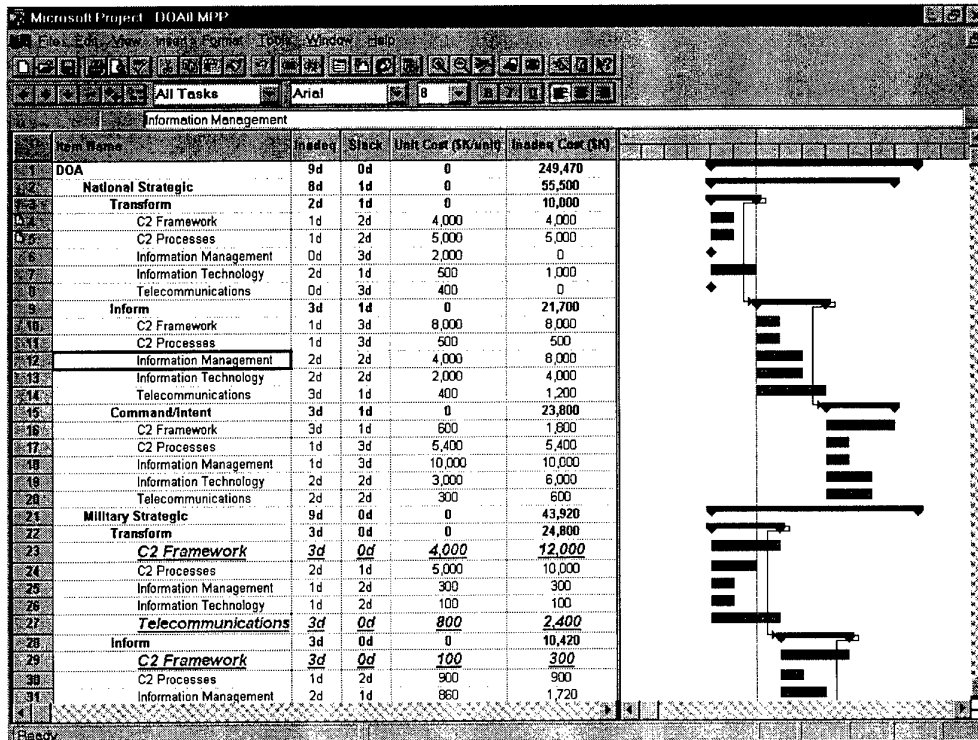 Microsoft Project - DOAII.MPP
File Edit View Insert Format Tools Window Help
All Tasks Arial 8
Information Management
Item Name Inadeq Slack Unit Cost ($K/unit) Inadeq Cost ($K)
1 DOA 9d 0d 0 249,470
2 National Strategic 8d 1d 0 55,500
3 Transform 2d 1d 0 10,000
4 C2 Framework 1d 2d 4,000 4,000
5 C2 Processes 1d 2d 5,000 5,000
6 Information Management 0d 3d 2,000 0
7 Information Technology 2d 1d 500 1,000
8 Telecommunications 0d 3d 400 0
9 Inform 3d 1d 0 21,700
10 C2 Framework 1d 3d 8,000 8,000
11 C2 Processes 1d 3d 500 500
12 Information Management 2d 2d 4,000 8,000
13 Information Technology 2d 2d 2,000 4,000
14 Telecommunications 3d 1d 400 1,200
15 Command/Intent 3d 1d 0 23,800
16 C2 Framework 3d 1d 600 1,800
17 C2 Processes 1d 3d 5,400 5,400
18 Information Management 1d 3d 10,000 10,000
19 Information Technology 2d 2d 3,000 6,000
20 Telecommunications 2d 2d 300 600
21 Military Strategic 9d 0d 0 43,920
22 Transform 3d 0d 0 24,800
23 C2 Framework 3d 0d 4,000 12,000
24 C2 Processes 2d 1d 5,000 10,000
25 Information Management 1d 2d 300 300
26 Information Technology 1d 2d 100 100
27 Telecommunications 3d 0d 800 2,400
28 Inform 3d 0d 0 10,420
29 C2 Framework 3d 0d 100 300
30 C2 Processes 1d 2d 900 900
31 Information Management 2d 1d 860 1,720
Ready